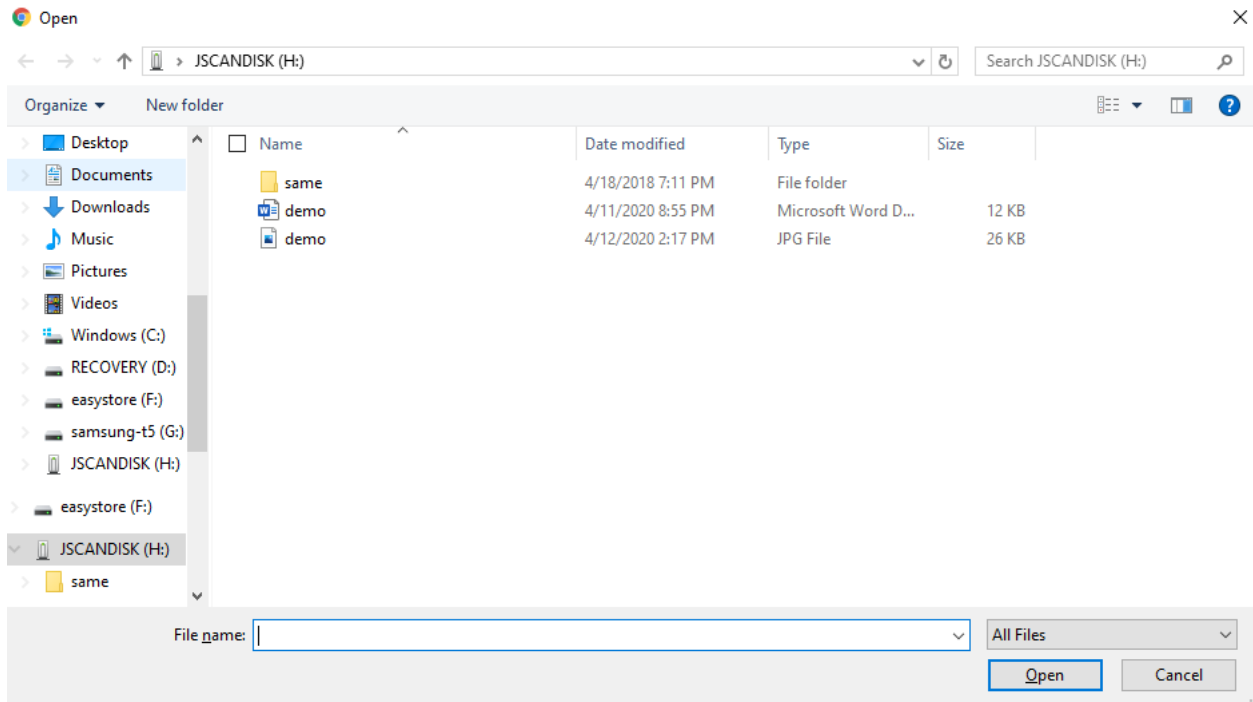 Open
JSCANDISK (H:)
Search JSCANDISK (H:)
Organize
New folder
?
Desktop
Documents
Downloads
Music
Pictures
Videos
Windows (C:)
RECOVERY (D:)
easystore (F:)
samsung-t5 (G:)
JSCANDISK (H:)
easystore (F:)
JSCANDISK (H:)
same
Name Date modified Type Size
same 4/18/2018 7:11 PM File folder
demo 4/11/2020 8:55 PM Microsoft Word D... 12 KB
demo 4/12/2020 2:17 PM JPG File 26 KB
File name:
All Files
Open
Cancel